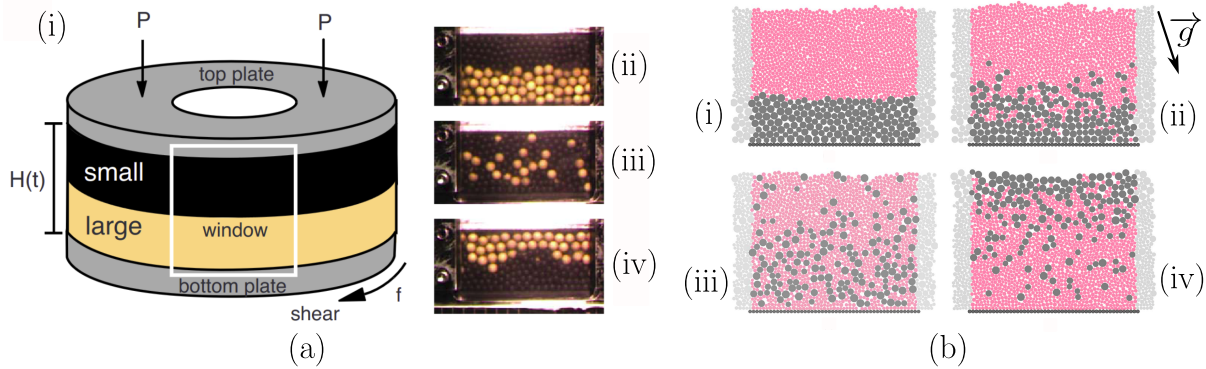 (i)
P
P
top plate
H(t)
small
large
window
bottom plate
f
shear
(ii)
(iii)
(iv)
(a)
(i)
(ii)
g
(iii)
(iv)
(b)